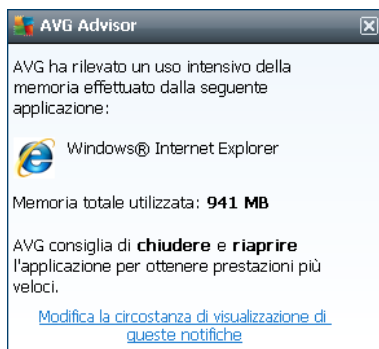 AVG Advisor
AVG ha rilevato un uso intensivo della
memoria effettuato dalla seguente
applicazione:
Windows® Internet Explorer
Memoria totale utilizzata: 941 MB
AVG consiglia di chiudere e riaprire
l'applicazione per ottenere prestazioni più
veloci.
Modifica la circostanza di visualizzazione di
queste notifiche